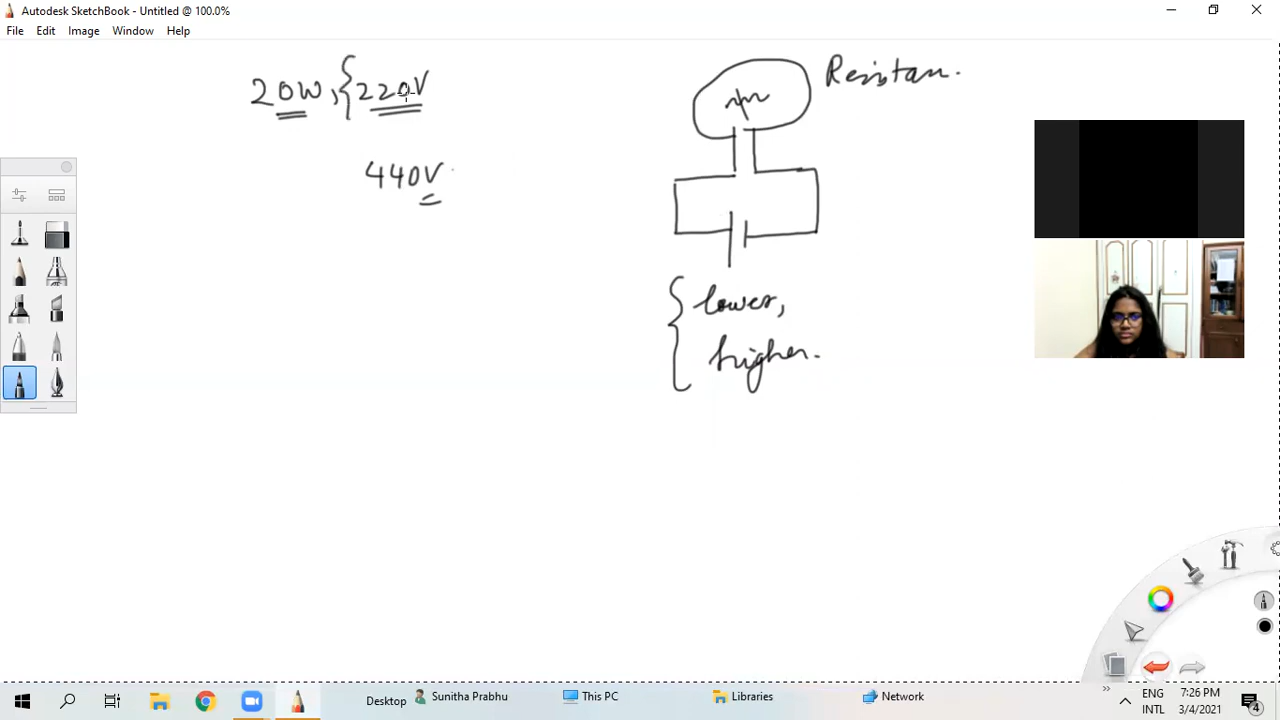 Autodesk SketchBook - Untitled @ 100.0%
File Edit Image Window Help
20W, {220V
440V
Resistan.
lower,
higher.
Desktop
Sunitha Prabhu
This PC
Libraries
Network
ENG
INTL
7:26 PM
3/4/2021
4